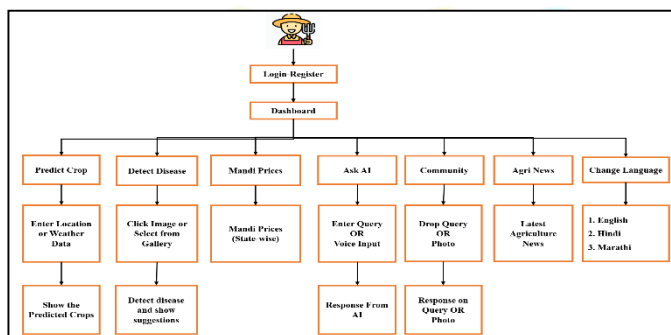 Login-Register
Dashboard
Predict Crop
Detect Disease
Mandi Prices
Ask AI
Community
Agri News
Change Language
Enter Location
or Weather
Data
Click Image or
Select from
Gallery
Mandi Prices
(State-wise)
Enter Query
OR
Voice Input
Drop Query
OR
Photo
Latest
Agriculture
News
1. English
2. Hindi
3. Marathi
Show the
Predicted Crops
Detect disease
and show
suggestions
Response From
AI
Response on
Query OR
Photo